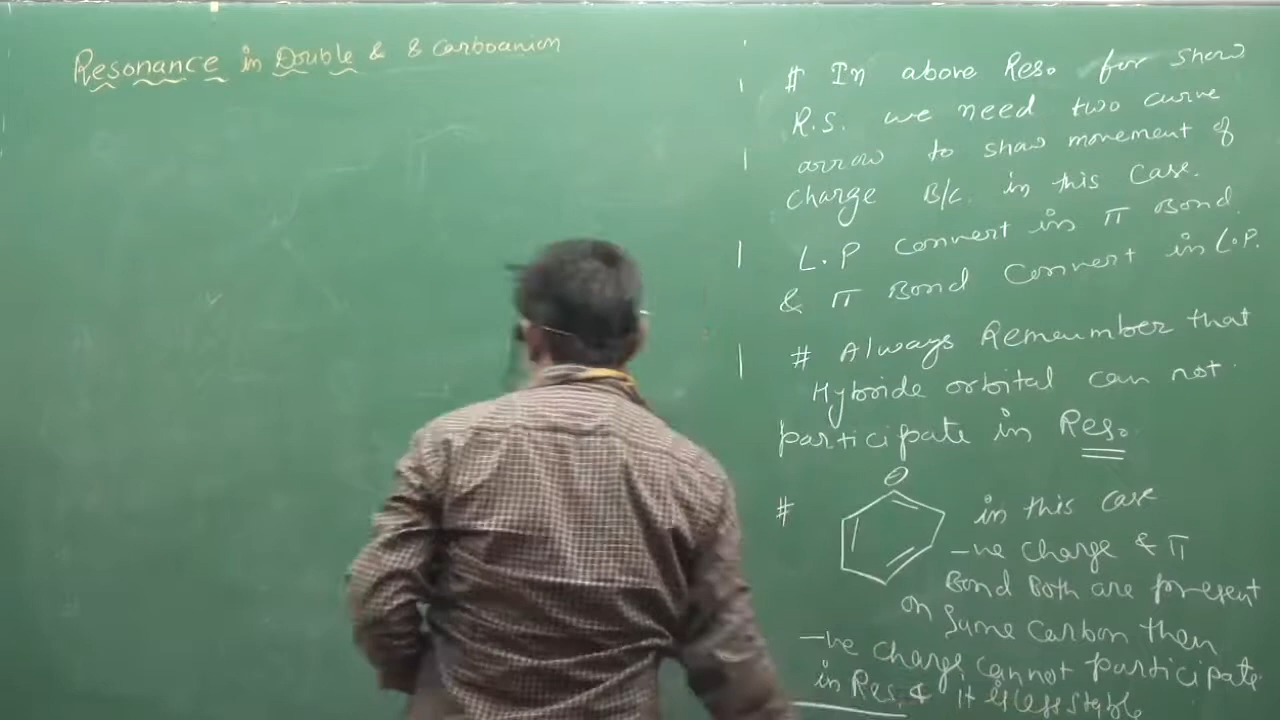 Resonance in Double & & Carboanion
# In above Reso for show
R.S. we need two curve
arrow to show movement of
charge B/c. in this Case.
L.P convert in π Bond.
& π Bond Convert in L.P.
# Always Remeumber that
Hybride orbital can not
participate in Reso
⊖
# in this case
-ve charge & π
Bond Both are present
on Same Carbon then
-ve charge cannot participate
in Res. & It is less stable